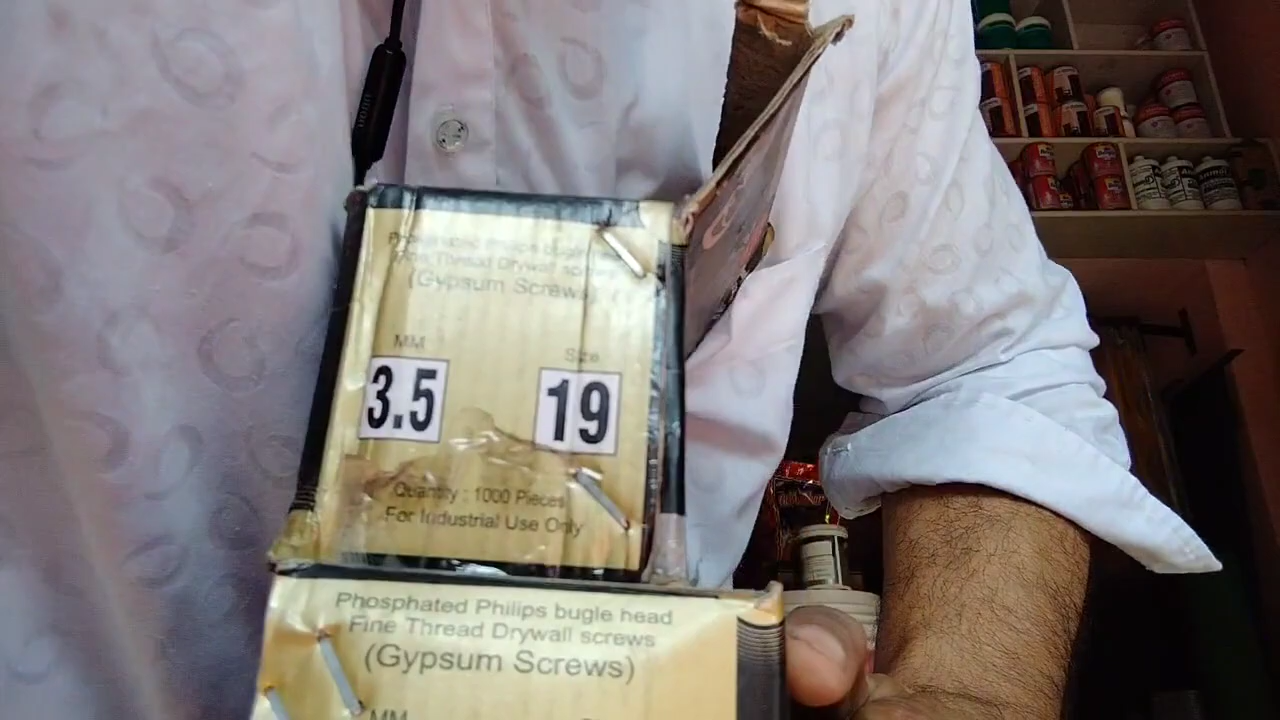 Phosphated Philips bugle
Fine Thread Drywall screws
(Gypsum Screws)
MM
Size
3.5
19
Quantity : 1000 Pieces
For Industrial Use Only
Phosphated Philips bugle head
Fine Thread Drywall screws
(Gypsum Screws)
MM